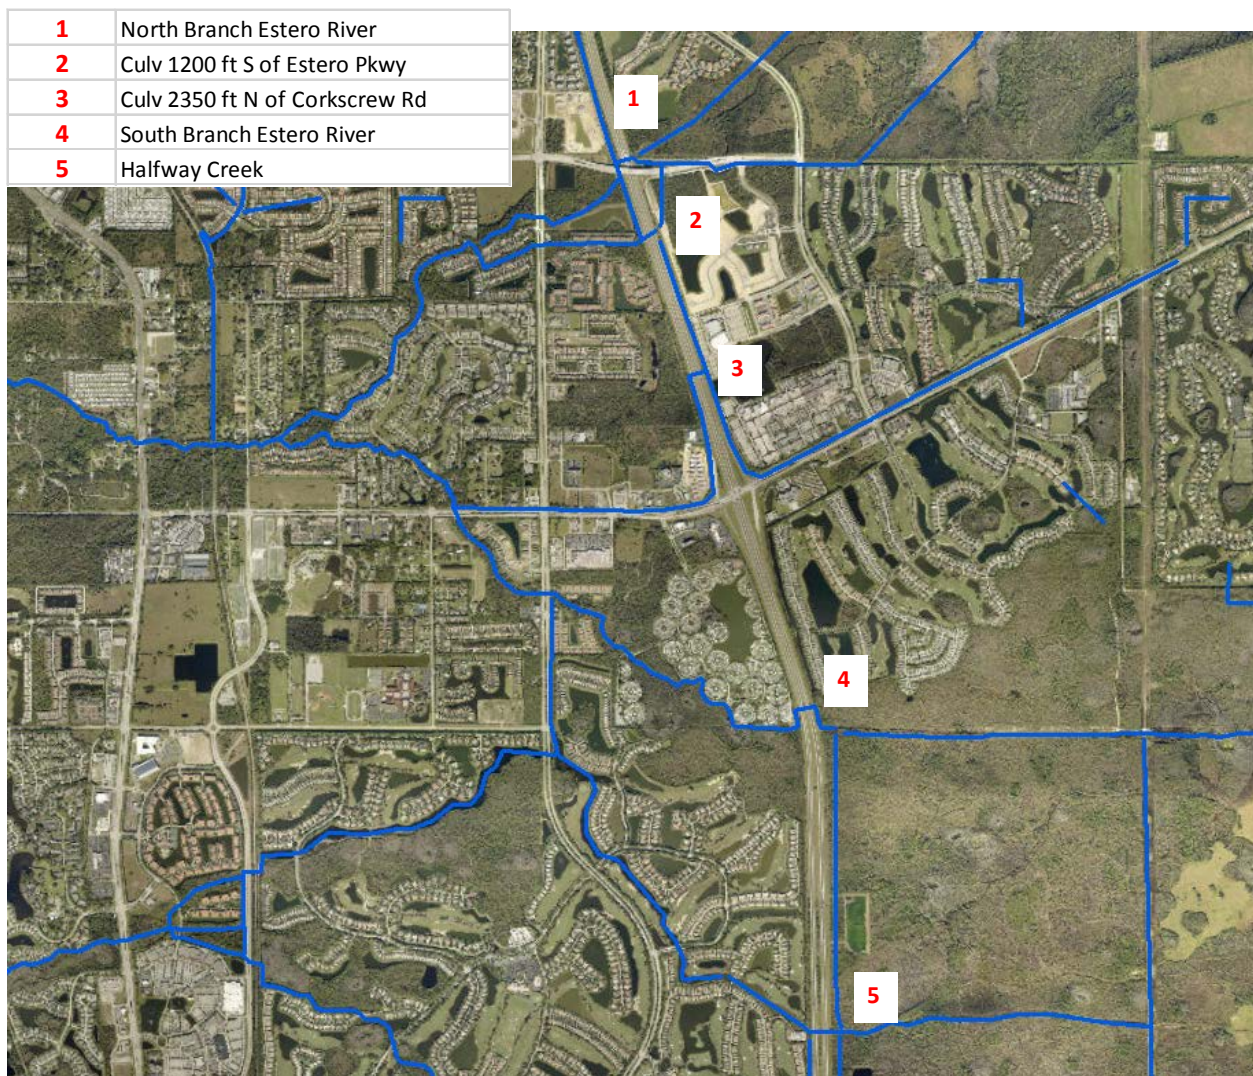 1 North Branch Estero River
2 Culv 1200 ft S of Estero Pkwy
3 Culv 2350 ft N of Corkscrew Rd
4 South Branch Estero River
5 Halfway Creek
1
2
3
4
5